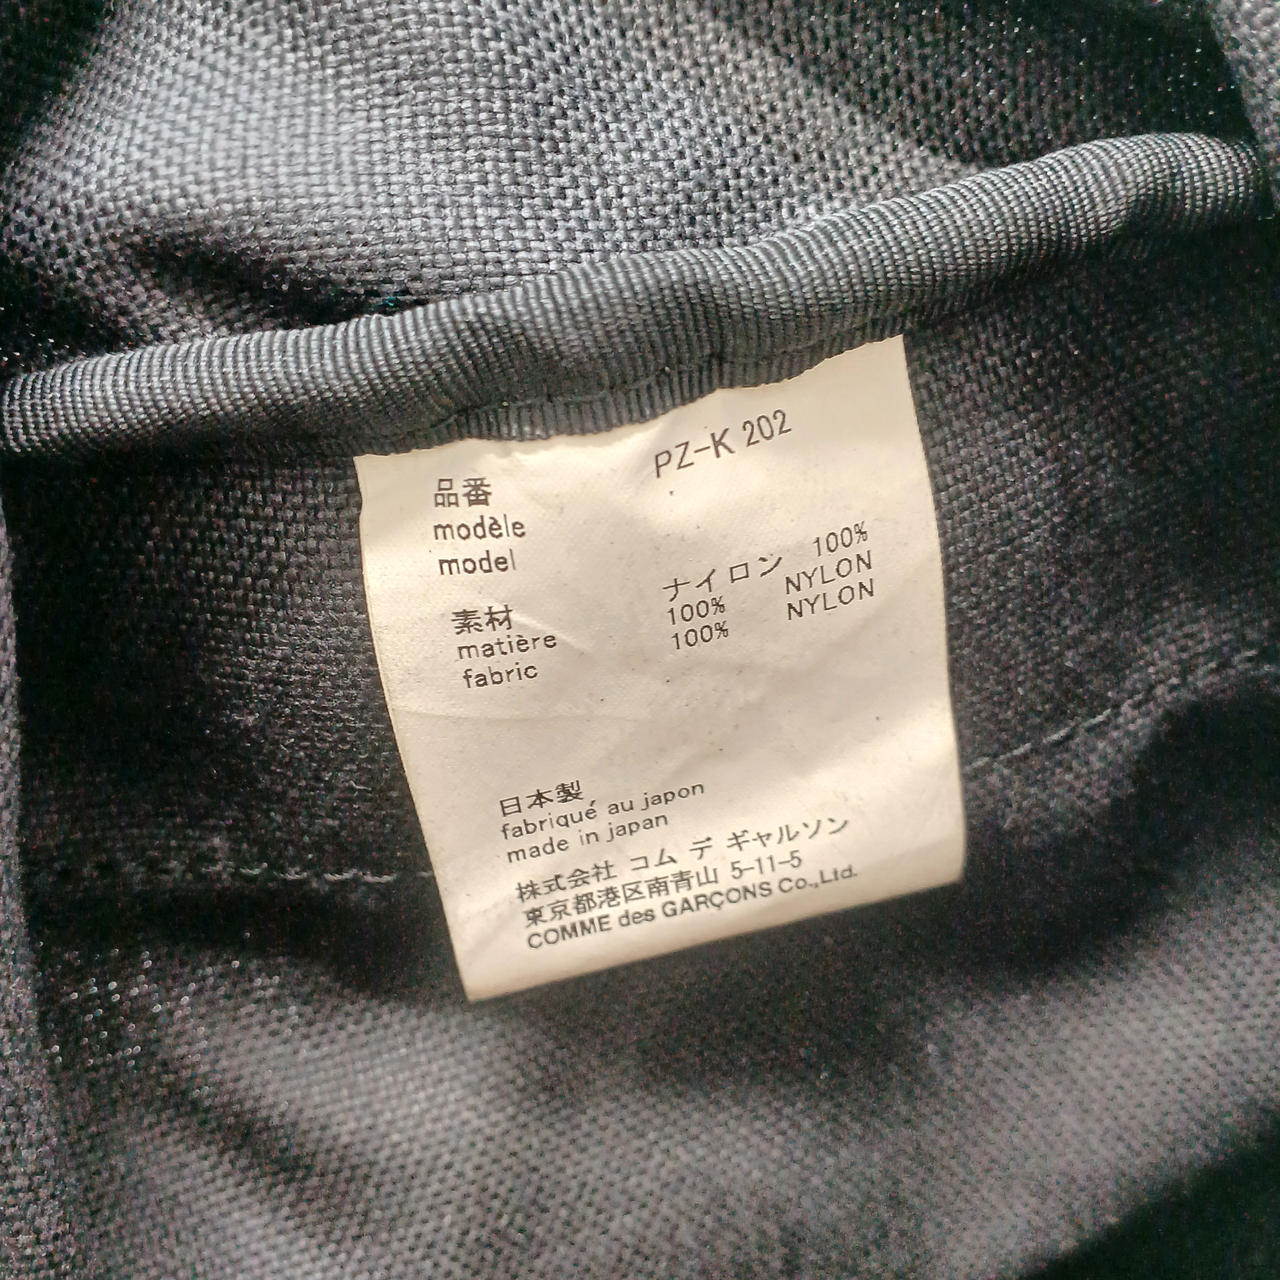 PZ-K 202
品番
modèle
model
ナイロン 100%
素材 100% NYLON
matière 100% NYLON
fabric
日本製
fabriqué au japon
made in japan
株式会社 コム デ ギャルソン
東京都港区南青山 5-11-5
COMME des GARÇONS Co.,Ltd.